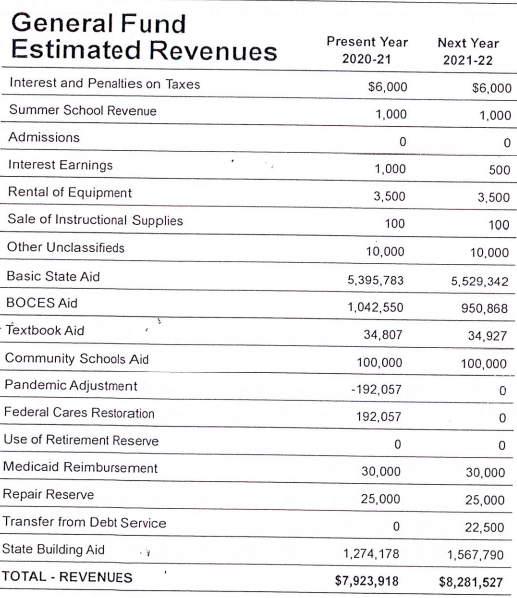 General Fund
Estimated Revenues
Present Year Next Year
2020-21 2021-22
Interest and Penalties on Taxes $6,000 $6,000
Summer School Revenue 1,000 1,000
Admissions 0 0
Interest Earnings 1,000 500
Rental of Equipment 3,500 3,500
Sale of Instructional Supplies 100 100
Other Unclassifieds 10,000 10,000
Basic State Aid 5,395,783 5,529,342
BOCES Aid 1,042,550 950,868
Textbook Aid 34,807 34,927
Community Schools Aid 100,000 100,000
Pandemic Adjustment -192,057 0
Federal Cares Restoration 192,057 0
Use of Retirement Reserve 0 0
Medicaid Reimbursement 30,000 30,000
Repair Reserve 25,000 25,000
Transfer from Debt Service 0 22,500
State Building Aid 1,274,178 1,567,790
TOTAL - REVENUES $7,923,918 $8,281,527